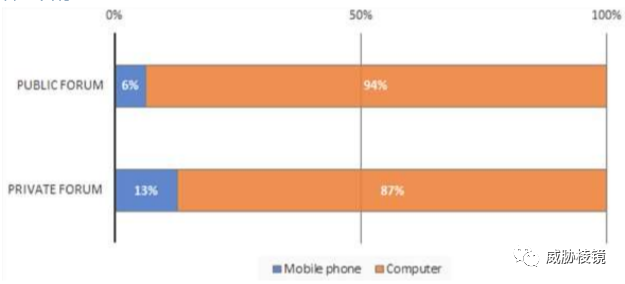 0% 50% 100%
PUBLIC FORUM 6% 94%
PRIVATE FORUM 13% 87%
Mobile phone Computer
威胁棱镜